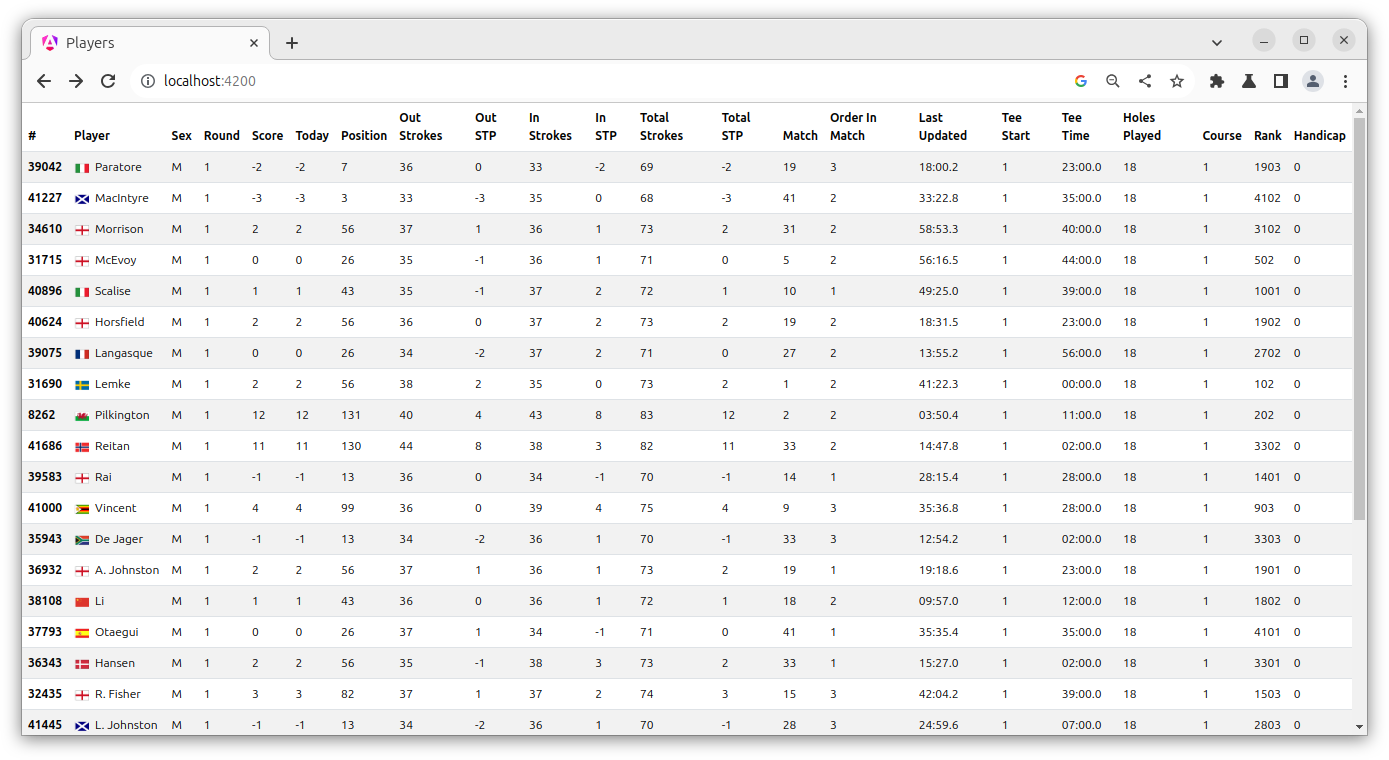 Players
localhost:4200
# Player Sex Round Score Today Position Out Strokes Out STP In Strokes In STP Total Strokes Total STP Match Order In Match Last Updated Tee Start Tee Time Holes Played Course Rank Handicap
39042 Paratore M 1 -2 -2 7 36 0 33 -2 69 -2 19 3 18:00.2 1 23:00.0 18 1 1903 0
41227 MacIntyre M 1 -3 -3 3 33 -3 35 0 68 -3 41 2 33:22.8 1 35:00.0 18 1 4102 0
34610 Morrison M 1 2 2 56 37 1 36 1 73 2 31 2 58:53.3 1 40:00.0 18 1 3102 0
31715 McEvoy M 1 0 0 26 35 -1 36 1 71 0 5 2 56:16.5 1 44:00.0 18 1 502 0
40896 Scalise M 1 1 1 43 35 -1 37 2 72 1 10 1 49:25.0 1 39:00.0 18 1 1001 0
40624 Horsfield M 1 2 2 56 36 0 37 2 73 2 19 2 18:31.5 1 23:00.0 18 1 1902 0
39075 Langasque M 1 0 0 26 34 -2 37 2 71 0 27 2 13:55.2 1 56:00.0 18 1 2702 0
31690 Lemke M 1 2 2 56 38 2 35 0 73 2 1 2 41:22.3 1 00:00.0 18 1 102 0
8262 Pilkington M 1 12 12 131 40 4 43 8 83 12 2 2 03:50.4 1 11:00.0 18 1 202 0
41686 Reitan M 1 11 11 130 44 8 38 3 82 11 33 2 14:47.8 1 02:00.0 18 1 3302 0
39583 Rai M 1 -1 -1 13 36 0 34 -1 70 -1 14 1 28:15.4 1 28:00.0 18 1 1401 0
41000 Vincent M 1 4 4 99 36 0 39 4 75 4 9 3 35:36.8 1 28:00.0 18 1 903 0
35943 De Jager M 1 -1 -1 13 34 -2 36 1 70 -1 33 3 12:54.2 1 02:00.0 18 1 3303 0
36932 A. Johnston M 1 2 2 56 37 1 36 1 73 2 19 1 19:18.6 1 23:00.0 18 1 1901 0
38108 Li M 1 1 1 43 36 0 36 1 72 1 18 2 09:57.0 1 12:00.0 18 1 1802 0
37793 Otaegui M 1 0 0 26 37 1 34 -1 71 0 41 1 35:35.4 1 35:00.0 18 1 4101 0
36343 Hansen M 1 2 2 56 35 -1 38 3 73 2 33 1 15:27.0 1 02:00.0 18 1 3301 0
32435 R. Fisher M 1 3 3 82 37 1 37 2 74 3 15 3 42:04.2 1 39:00.0 18 1 1503 0
41445 L. Johnston M 1 -1 -1 13 34 -2 36 1 70 -1 28 3 24:59.6 1 07:00.0 18 1 2803 0